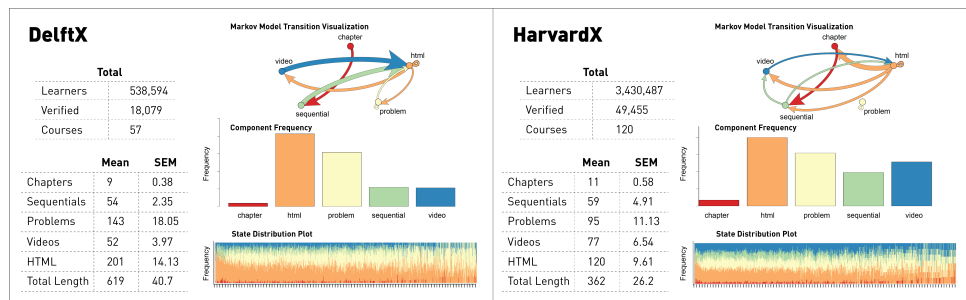 DelftX
Total
Learners 538,594
Verified 18,079
Courses 57
Mean SEM
Chapters 9 0.38
Sequentials 54 2.35
Problems 143 18.05
Videos 52 3.97
HTML 201 14.13
Total Length 619 40.7
Markov Model Transition Visualization
chapter
html
video
problem
sequential
Component Frequency
Frequency
chapter html problem sequential video
State Distribution Plot
Frequency
HarvardX
Total
Learners 3,430,487
Verified 49,455
Courses 120
Mean SEM
Chapters 11 0.58
Sequentials 59 4.91
Problems 95 11.13
Videos 77 6.54
HTML 120 9.61
Total Length 362 26.2
Markov Model Transition Visualization
chapter
html
video
problem
sequential
Component Frequency
Frequency
chapter html problem sequential video
State Distribution Plot
Frequency